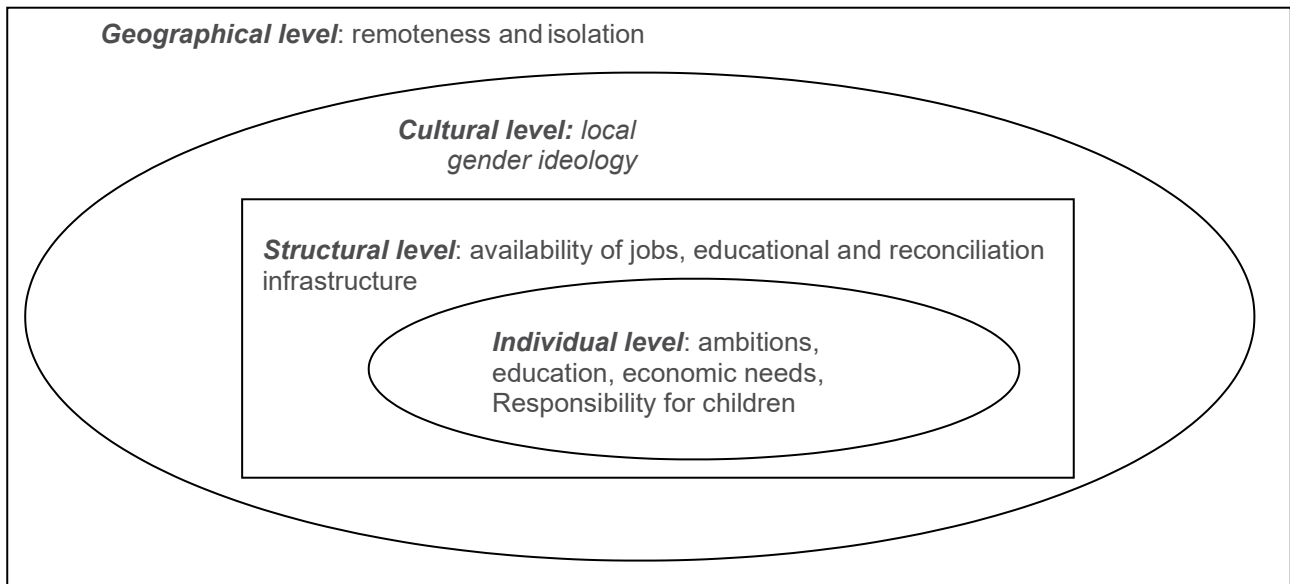 Geographical level: remoteness and isolation
Cultural level: local
gender ideology
Structural level: availability of jobs, educational and reconciliation
infrastructure
Individual level: ambitions,
education, economic needs,
Responsibility for children